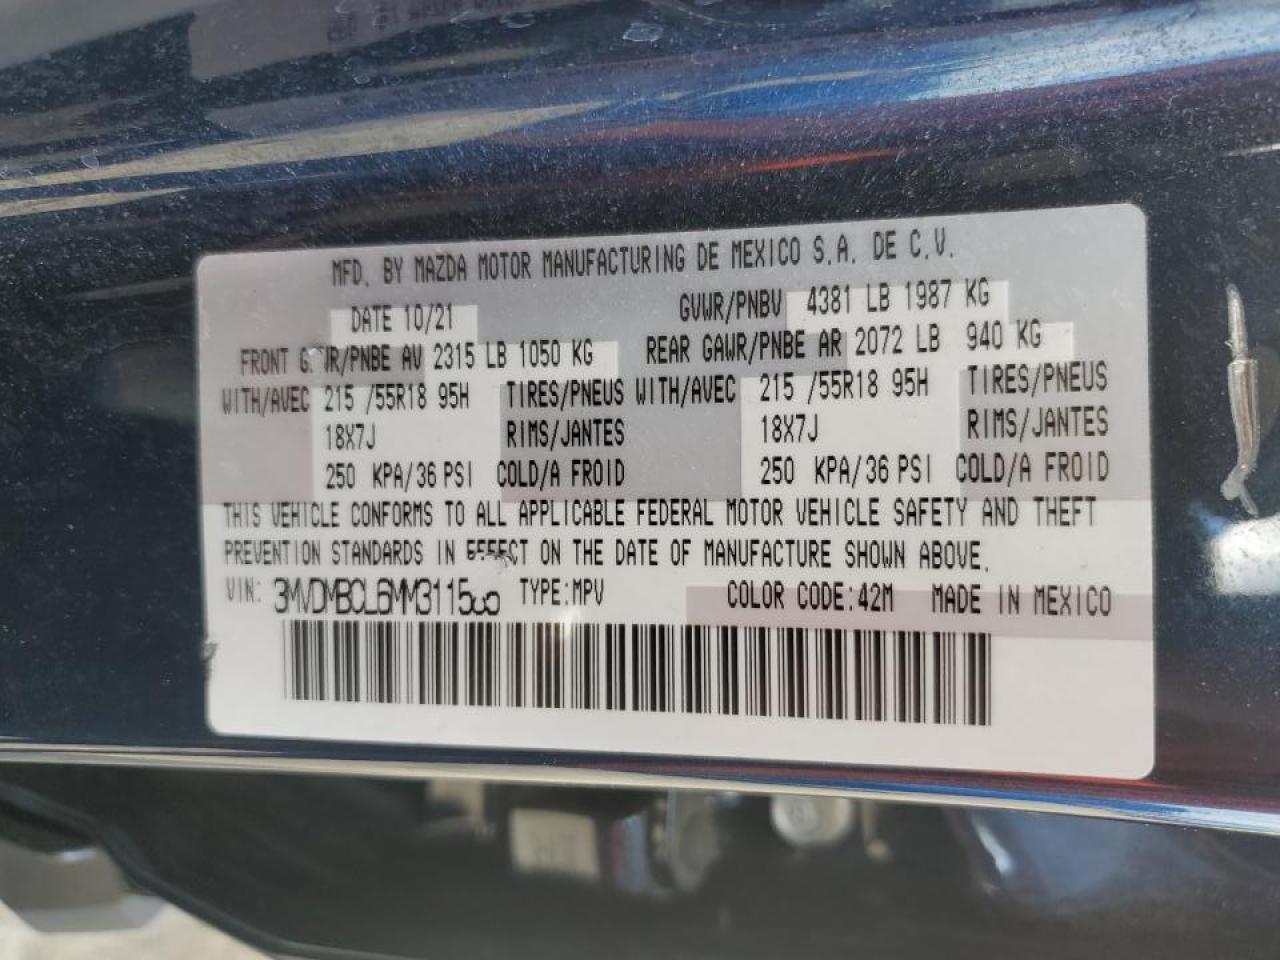 MFD. BY MAZDA MOTOR MANUFACTURING DE MEXICO S.A. DE C.V.
DATE 10/21 GVWR/PNBV 4381 LB 1987 KG
FRONT GAWR/PNBE AV 2315 LB 1050 KG REAR GAWR/PNBE AR 2072 LB 940 KG
WITH/AVEC 215 /55R18 95H TIRES/PNEUS WITH/AVEC 215 /55R18 95H TIRES/PNEUS
18X7J RIMS/JANTES 18X7J RIMS/JANTES
250 KPA/36 PSI COLD/A FROID 250 KPA/36 PSI COLD/A FROID
THIS VEHICLE CONFORMS TO ALL APPLICABLE FEDERAL MOTOR VEHICLE SAFETY AND THEFT
PREVENTION STANDARDS IN EFFECT ON THE DATE OF MANUFACTURE SHOWN ABOVE.
VIN: TYPE:MPV COLOR CODE:42M MADE IN MEXICO